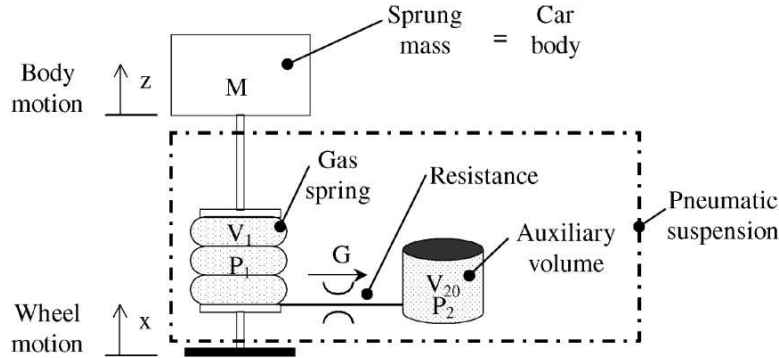 Sprung
mass
=
Car
body
Body
motion
z
M
Gas
spring
Resistance
Pneumatic
suspension
V1
P1
G
Auxiliary
volume
V20
P2
Wheel
motion
x